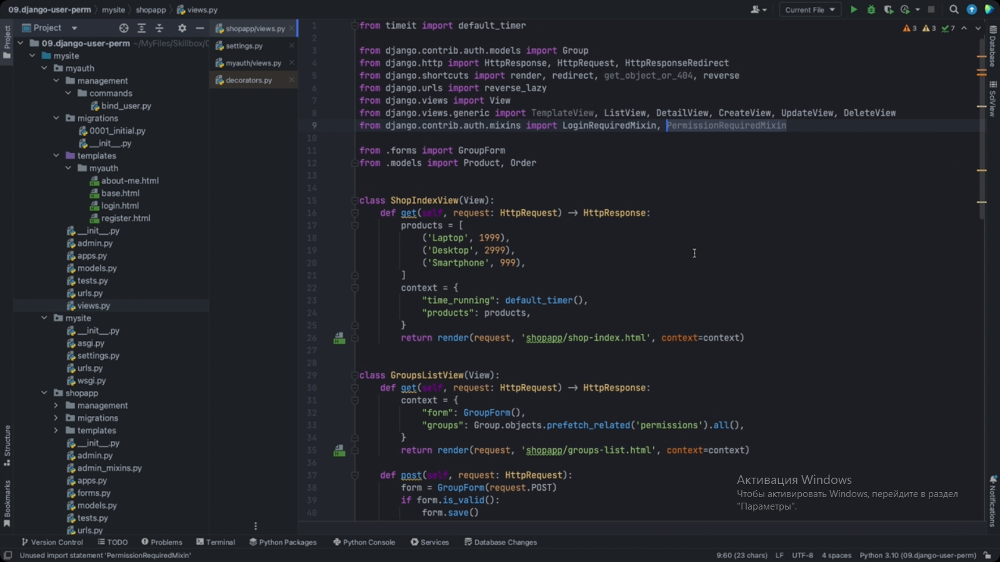 09.django-user-perm mysite shopapp views.py
Current File
Project
Project
09.django-user-perm ~/MyFiles/Skillbox/
mysite
myauth
management
commands
bind_user.py
migrations
0001_initial.py
__init__.py
templates
myauth
about-me.html
base.html
login.html
register.html
__init__.py
admin.py
apps.py
models.py
tests.py
urls.py
views.py
mysite
__init__.py
asgi.py
settings.py
urls.py
wsgi.py
shopapp
management
migrations
templates
__init__.py
admin.py
admin_mixins.py
apps.py
forms.py
models.py
tests.py
urls.py
Structure
Bookmarks
shopapp/views.py
settings.py
myauth/views.py
decorators.py
3 3 7
1 from timeit import default_timer
2
3 from django.contrib.auth.models import Group
4 from django.http import HttpResponse, HttpRequest, HttpResponseRedirect
5 from django.shortcuts import render, redirect, get_object_or_404, reverse
6 from django.urls import reverse_lazy
7 from django.views import View
8 from django.views.generic import TemplateView, ListView, DetailView, CreateView, UpdateView, DeleteView
9 from django.contrib.auth.mixins import LoginRequiredMixin, PermissionRequiredMixin
10
11 from .forms import GroupForm
12 from .models import Product, Order
13
14
15 class ShopIndexView(View):
16 def get(self, request: HttpRequest) -> HttpResponse:
17 products = [
18 ('Laptop', 1999),
19 ('Desktop', 2999),
20 ('Smartphone', 999),
21 ]
22 context = {
23 "time_running": default_timer(),
24 "products": products,
25 }
26 return render(request, 'shopapp/shop-index.html', context=context)
27
28
29 class GroupsListView(View):
30 def get(self, request: HttpRequest) -> HttpResponse:
31 context = {
32 "form": GroupForm(),
33 "groups": Group.objects.prefetch_related('permissions').all(),
34 }
35 return render(request, 'shopapp/groups-list.html', context=context)
36
37 def post(self, request: HttpRequest):
38 form = GroupForm(request.POST)
39 if form.is_valid():
40 form.save()
Database
SciView
Notifications
Активация Windows
Чтобы активировать Windows, перейдите в раздел
"Параметры".
Version Control TODO Problems Terminal Python Packages Python Console Services Database Changes
Unused import statement 'PermissionRequiredMixin' 9:60 (23 chars) LF UTF-8 4 spaces Python 3.10 (09.django-user-perm)